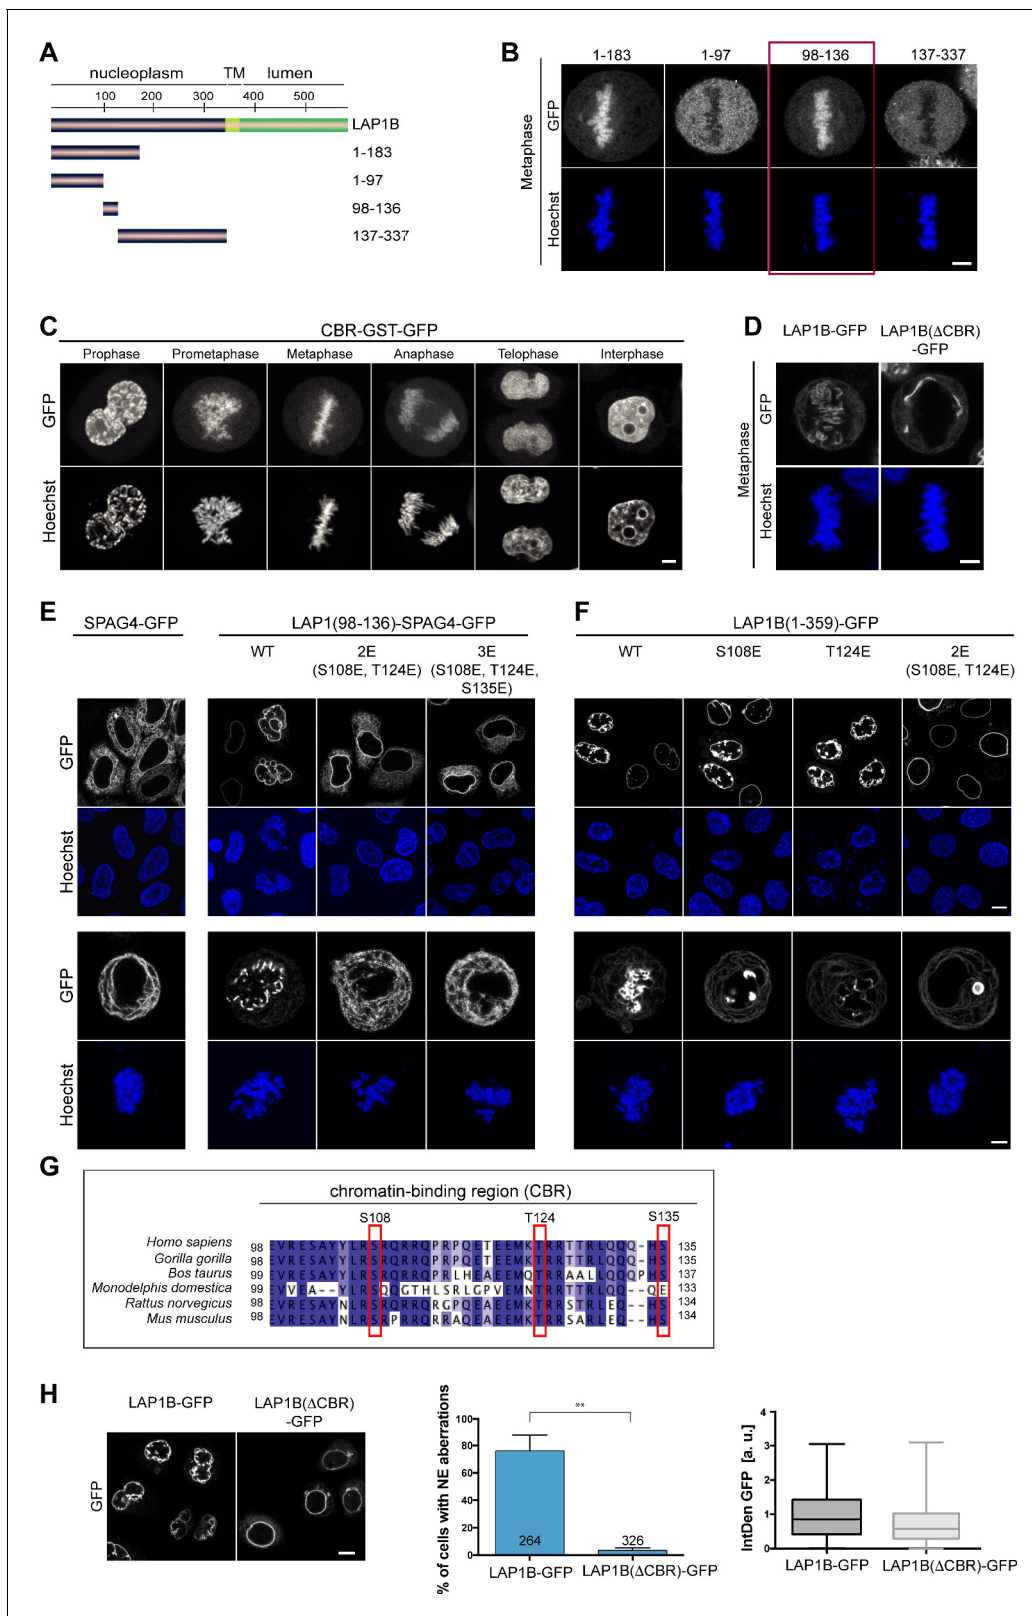 A
nucleoplasm TM lumen
100 200 300 400 500
LAP1B
1-183
1-97
98-136
137-337
B
1-183 1-97 98-136 137-337
Metaphase
GFP
Hoechst
C
CBR-GST-GFP
Prophase Prometaphase Metaphase Anaphase Telophase Interphase
GFP
Hoechst
D
LAP1B-GFP LAP1B(ΔCBR)
-GFP
Metaphase
GFP
Hoechst
E
SPAG4-GFP LAP1(98-136)-SPAG4-GFP
WT 2E 3E
(S108E, T124E) (S108E, T124E,
S135E)
GFP
Hoechst
GFP
Hoechst
F
LAP1B(1-359)-GFP
WT S108E T124E 2E
(S108E, T124E)
G
chromatin-binding region (CBR)
S108 T124 S135
Homo sapiens 98 EVRESAYYLRSRQRRQPRPQETEEMKTRRTTRLQQQ-HS 135
Gorilla gorilla 98 EVRESAYYLRSRQRRQPRPQETEEMKTRRTTRLQQQ-HS 135
Bos taurus 99 EVRESAYYLRSRQRRQPRLHEAEEMQTRRAALLQQQPHS 137
Monodelphis domestica 99 EVVEA--YLRSQQGTHLSRLGPVEMNTRRTTRLQQ--QE 133
Rattus norvegicus 98 EVRESAYNLRSRQRRQRGPQEAEEMKTRRSTRLEQ--HS 134
Mus musculus 98 EVRESAYNLRSRPRRQRRAQEAEEMKTRRSARLEQ--HS 134
H
LAP1B-GFP LAP1B(ΔCBR)
-GFP
GFP
% of cells with NE aberrations
100
80
60
40
20
0
**
264 326
LAP1B-GFP LAP1B(ΔCBR)-GFP
IntDen GFP [a. u.]
4
3
2
1
0
LAP1B-GFP LAP1B(ΔCBR)-GFP